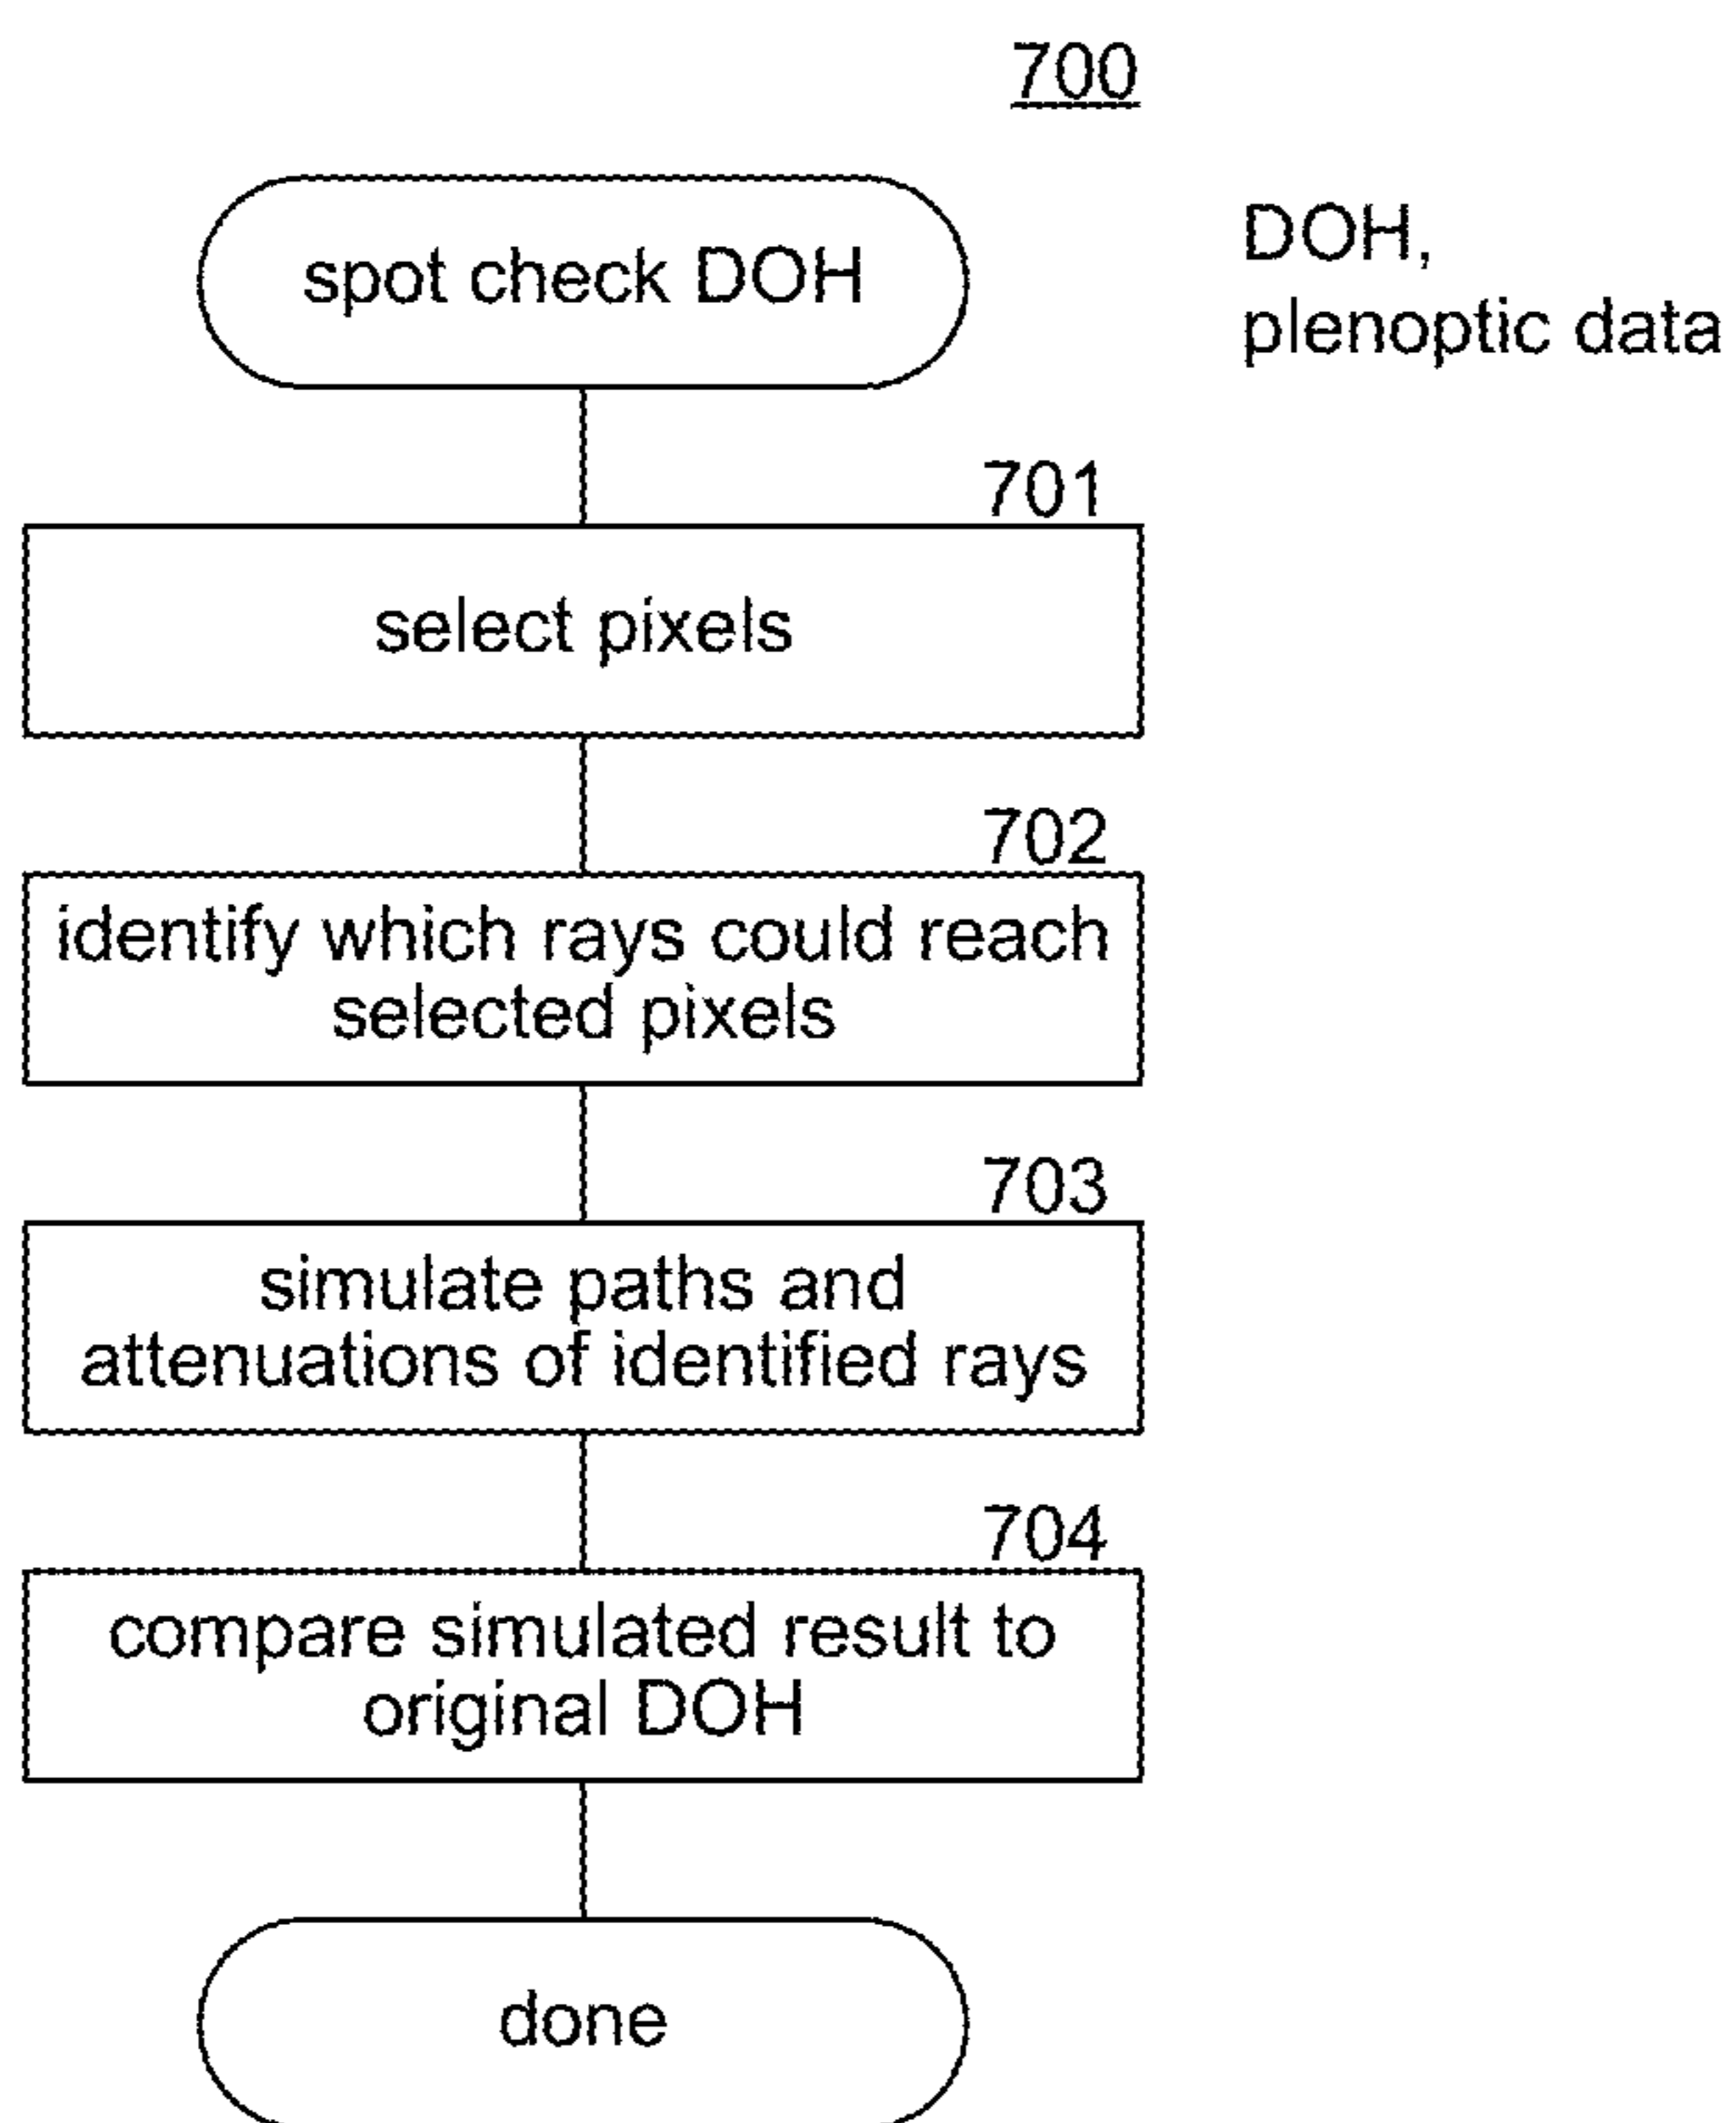 700
spot check DOH
DOH,
plenoptic data
701
select pixels
702
identify which rays could reach
selected pixels
703
simulate paths and
attenuations of identified rays
704
compare simulated result to
original DOH
done